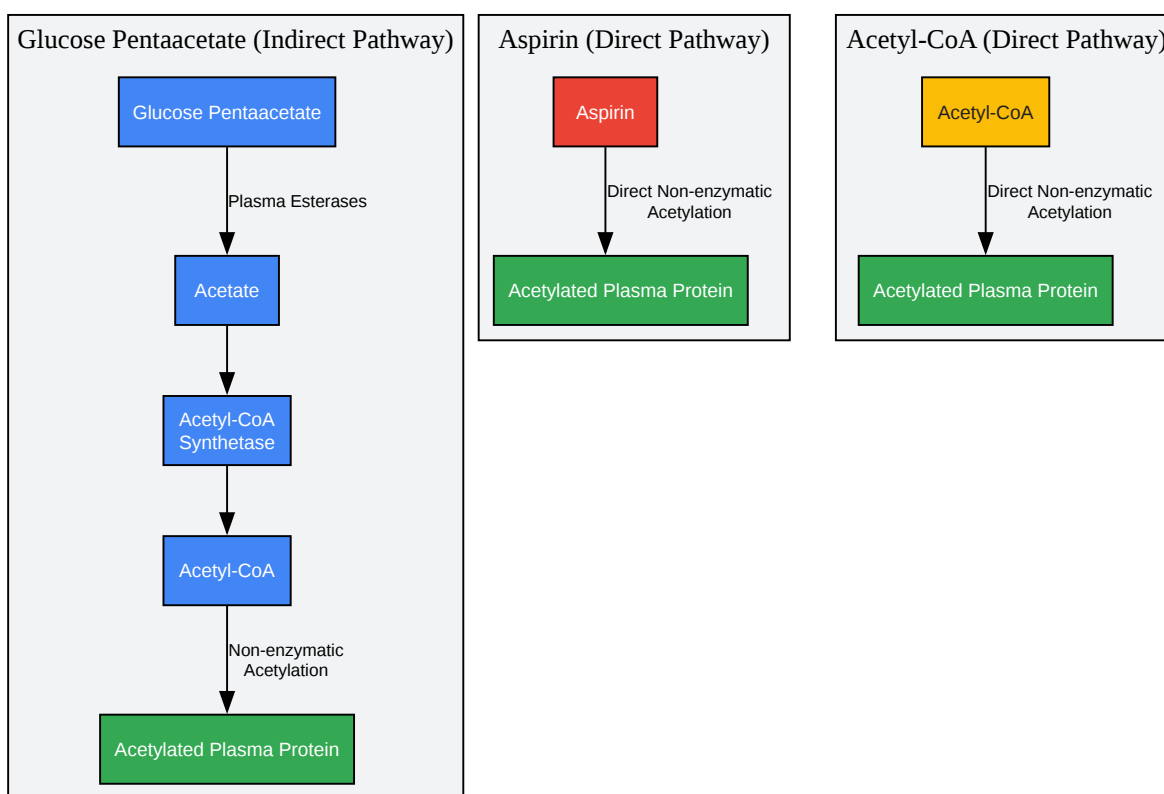 Glucose Pentaacetate (Indirect Pathway)
Glucose Pentaacetate
Plasma Esterases
Acetate
Acetyl-CoA
Synthetase
Acetyl-CoA
Non-enzymatic
Acetylation
Acetylated Plasma Protein
Aspirin (Direct Pathway)
Aspirin
Direct Non-enzymatic
Acetylation
Acetylated Plasma Protein
Acetyl-CoA (Direct Pathway)
Acetyl-CoA
Direct Non-enzymatic
Acetylation
Acetylated Plasma Protein